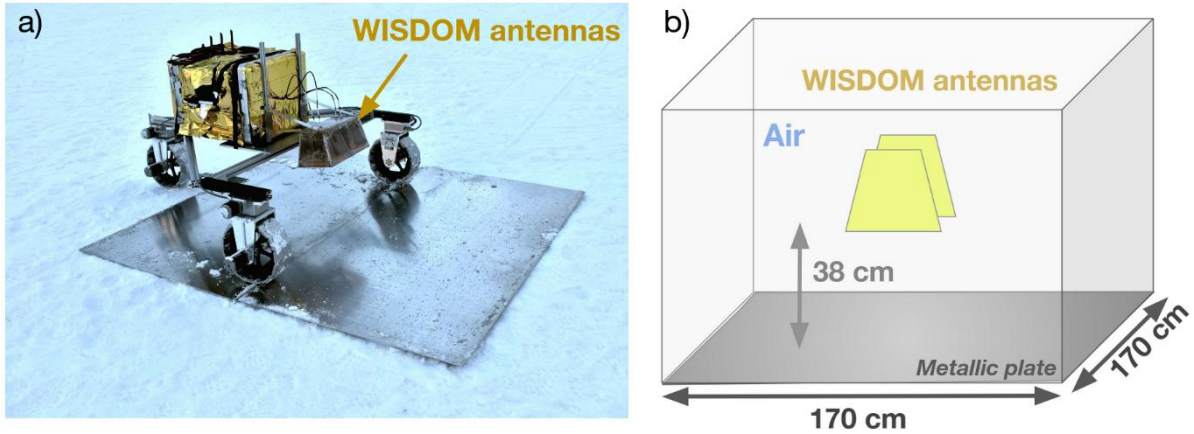 a)
WISDOM antennas
b)
WISDOM antennas
Air
38 cm
Metallic plate
170 cm
170 cm